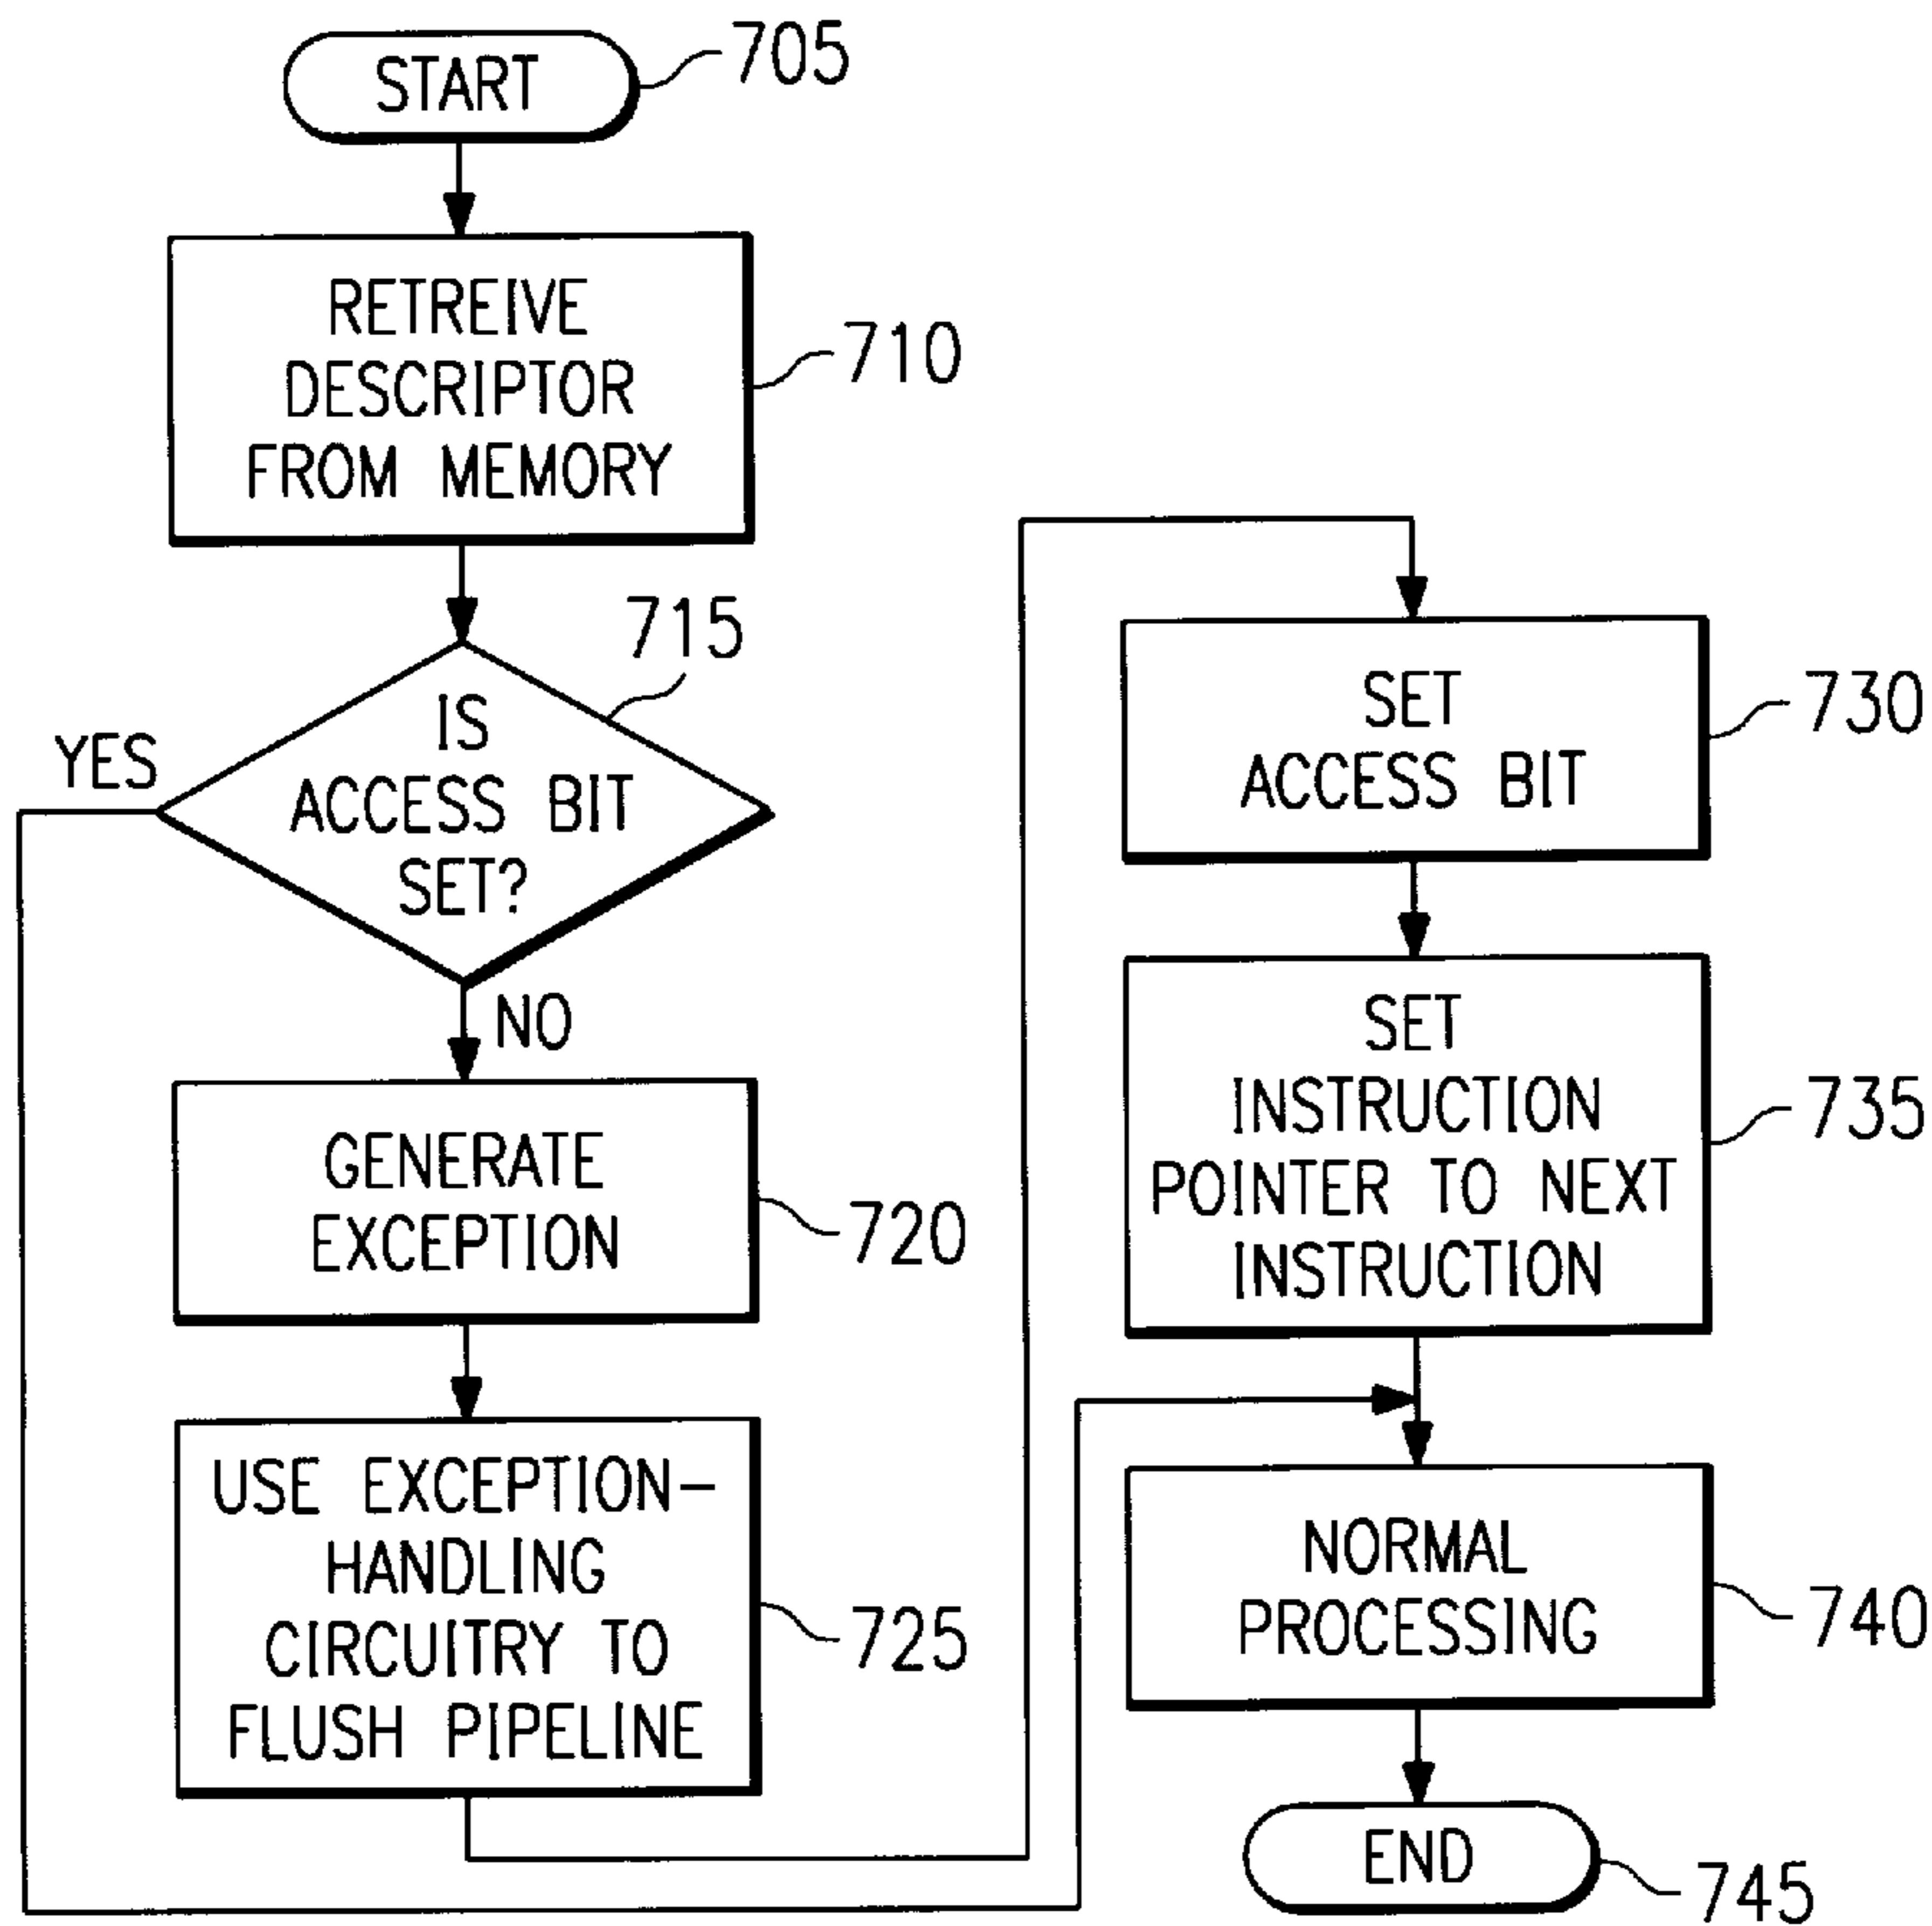 START
705
RETREIVE
DESCRIPTOR
FROM MEMORY
710
715
IS
ACCESS BIT
SET?
YES
NO
GENERATE
EXCEPTION
720
USE EXCEPTION-
HANDLING
CIRCUITRY TO
FLUSH PIPELINE
725
SET
ACCESS BIT
730
SET
INSTRUCTION
POINTER TO NEXT
INSTRUCTION
735
NORMAL
PROCESSING
740
END
745